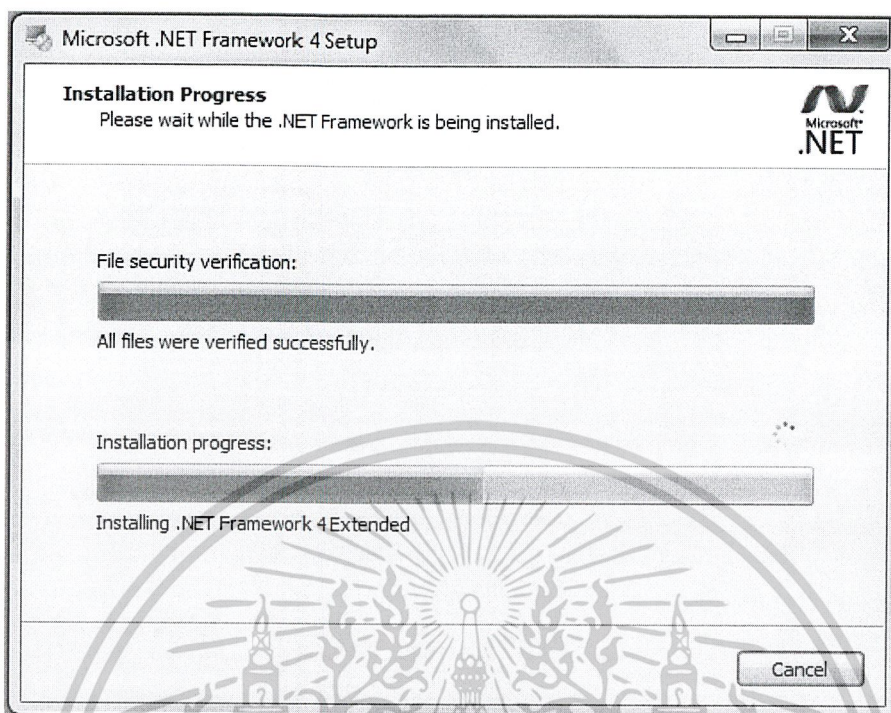 Microsoft .NET Framework 4 Setup
Installation Progress
Please wait while the .NET Framework is being installed.
Microsoft
.NET
File security verification:
All files were verified successfully.
Installation progress:
Installing .NET Framework 4 Extended
Cancel